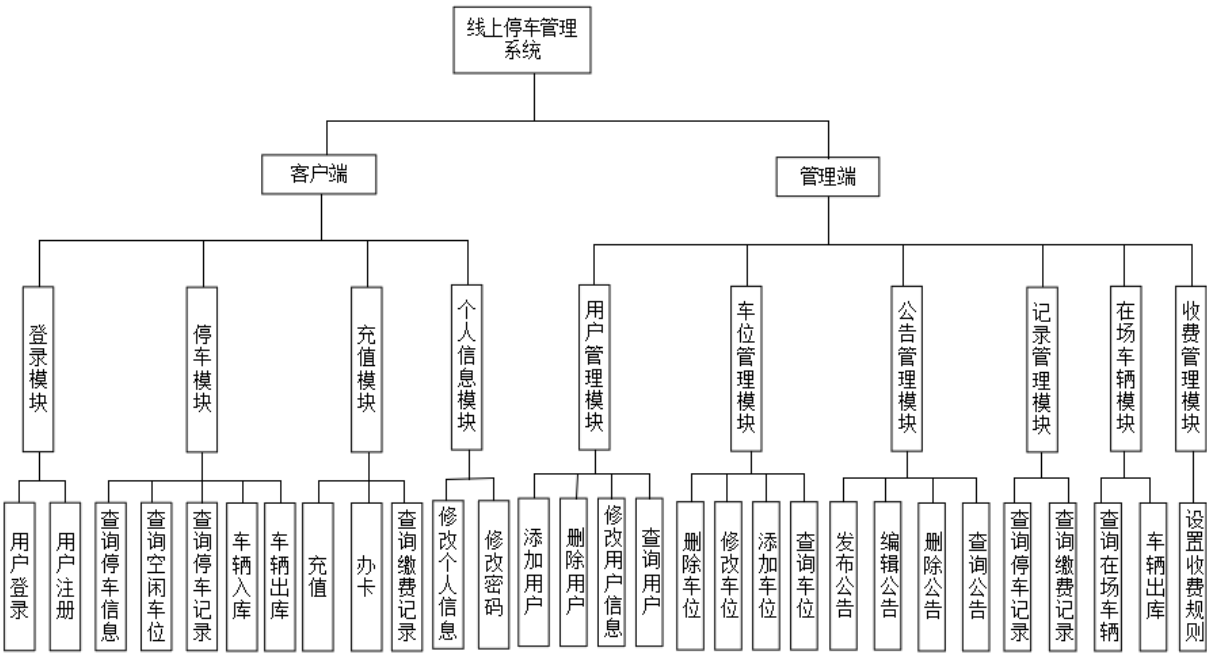 线上停车管理
系统
客户端
管理端
登录模块
停车模块
充值模块
个人信息模块
用户管理模块
车位管理模块
公告管理模块
记录管理模块
在场车辆模块
收费管理模块
用户登录
用户注册
查询停车信息
查询空闲车位
查询停车记录
车辆入库
车辆出库
充值
办卡
查询缴费记录
修改个人信息
修改密码
添加用户
删除用户
修改用户信息
查询用户
删除车位
修改车位
添加车位
查询车位
发布公告
编辑公告
删除公告
查询公告
查询停车记录
查询缴费记录
查询在场车辆
车辆出库
设置收费规则